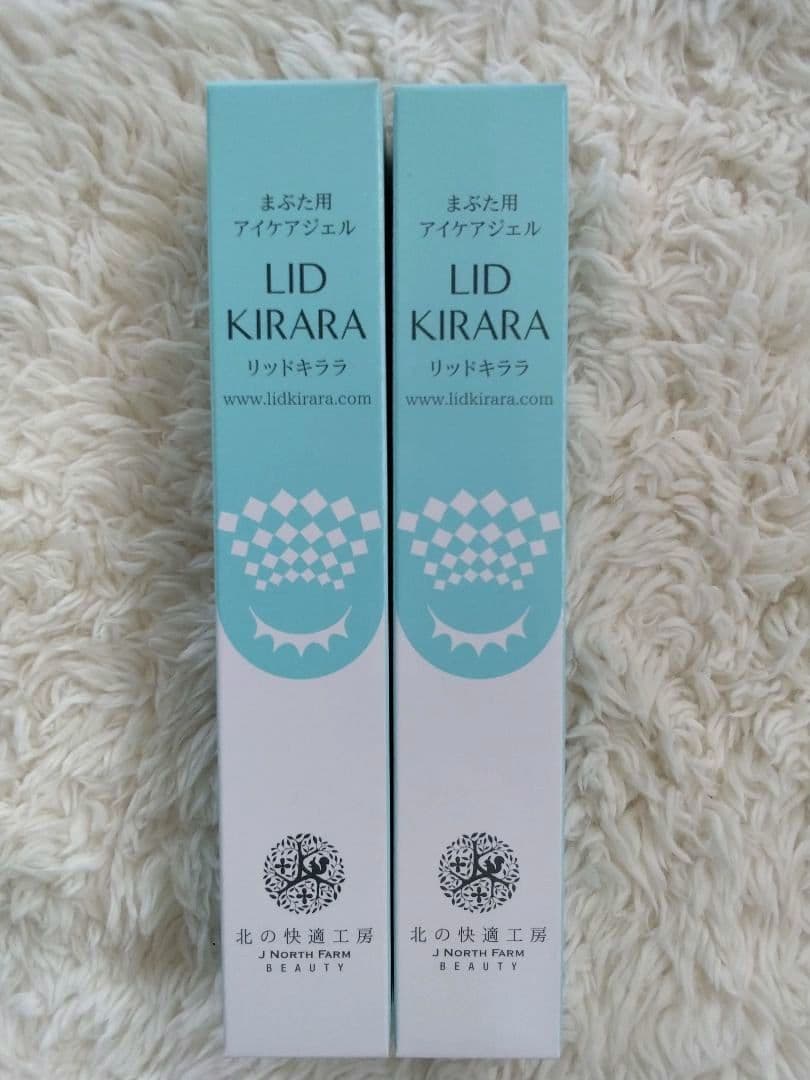 まぶた用
アイケアジェル
LID
KIRARA
リッドキララ
www.lidkirara.com
北の快適工房
J NORTH FARM
BEAUTY
まぶた用
アイケアジェル
LID
KIRARA
リッドキララ
www.lidkirara.com
北の快適工房
J NORTH FARM
BEAUTY